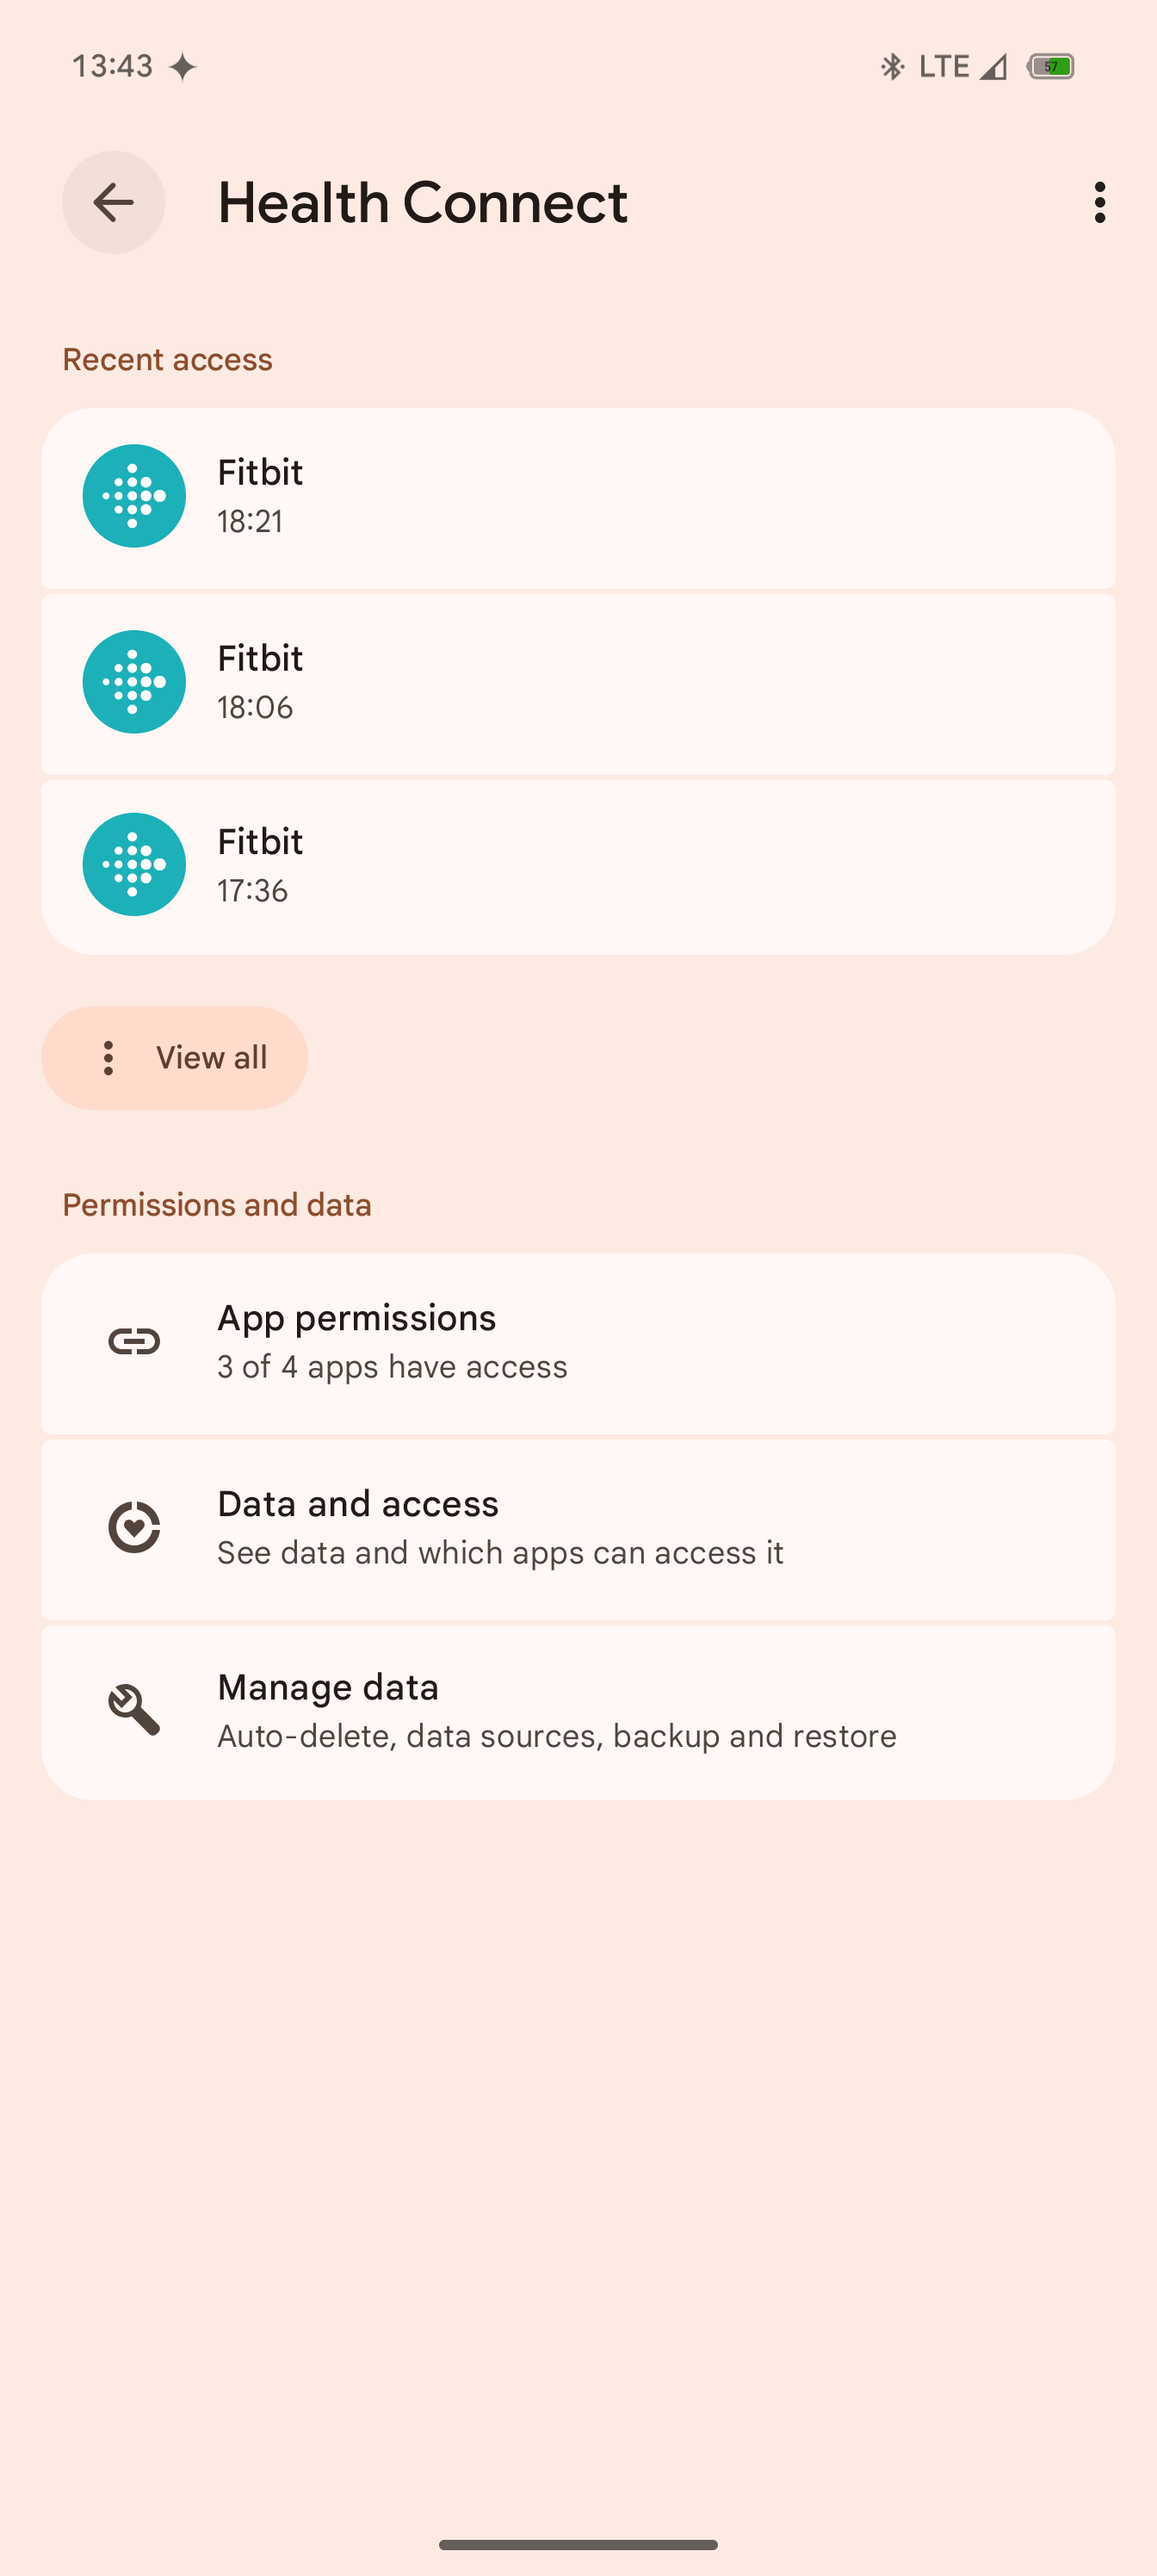 13:43
LTE
57
Health Connect
Recent access
Fitbit
18:21
Fitbit
18:06
Fitbit
17:36
View all
Permissions and data
App permissions
3 of 4 apps have access
Data and access
See data and which apps can access it
Manage data
Auto-delete, data sources, backup and restore